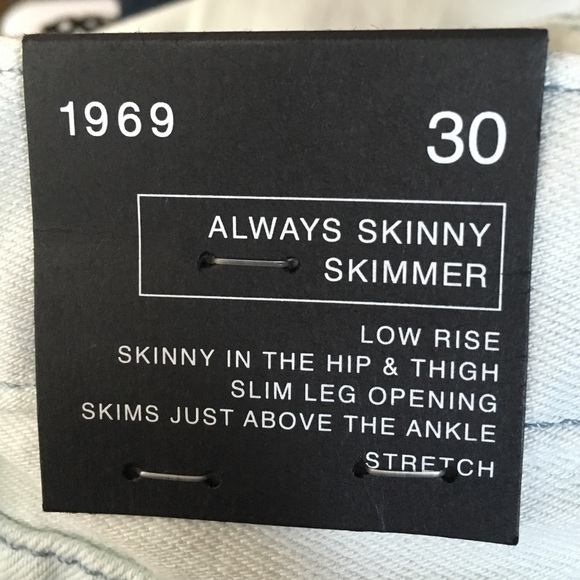 1969
30
ALWAYS SKINNY
SKIMMER
LOW RISE
SKINNY IN THE HIP & THIGH
SLIM LEG OPENING
SKIMS JUST ABOVE THE ANKLE
STRETCH